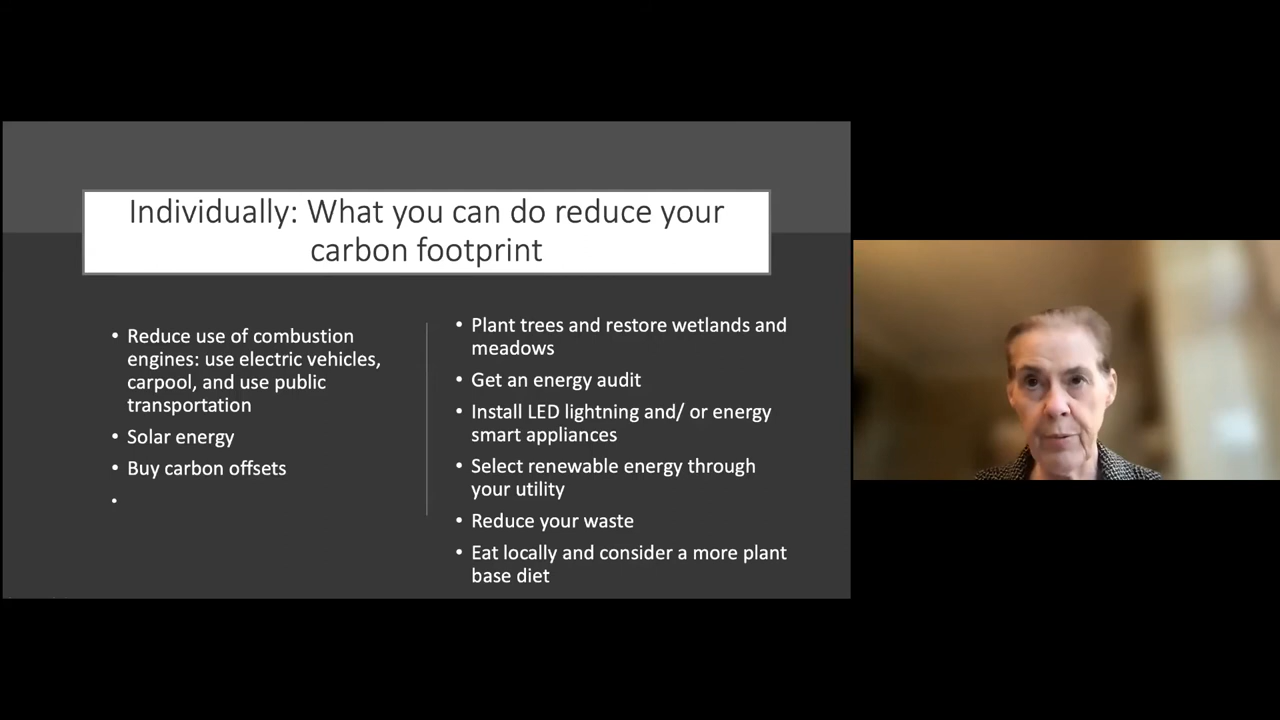 Individually: What you can do reduce your
carbon footprint
• Reduce use of combustion
engines: use electric vehicles,
carpool, and use public
transportation
• Solar energy
• Buy carbon offsets
•
• Plant trees and restore wetlands and
meadows
• Get an energy audit
• Install LED lightning and/ or energy
smart appliances
• Select renewable energy through
your utility
• Reduce your waste
• Eat locally and consider a more plant
base diet